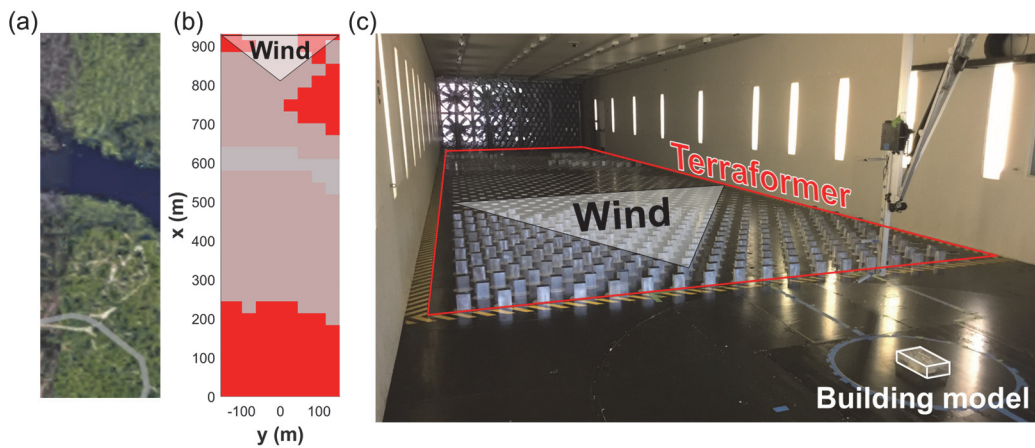 (a)
(b)
(c)
Wind
900
800
700
600
500
400
300
200
100
0
x (m)
-100 0 100
y (m)
Terraformer
Wind
Building model